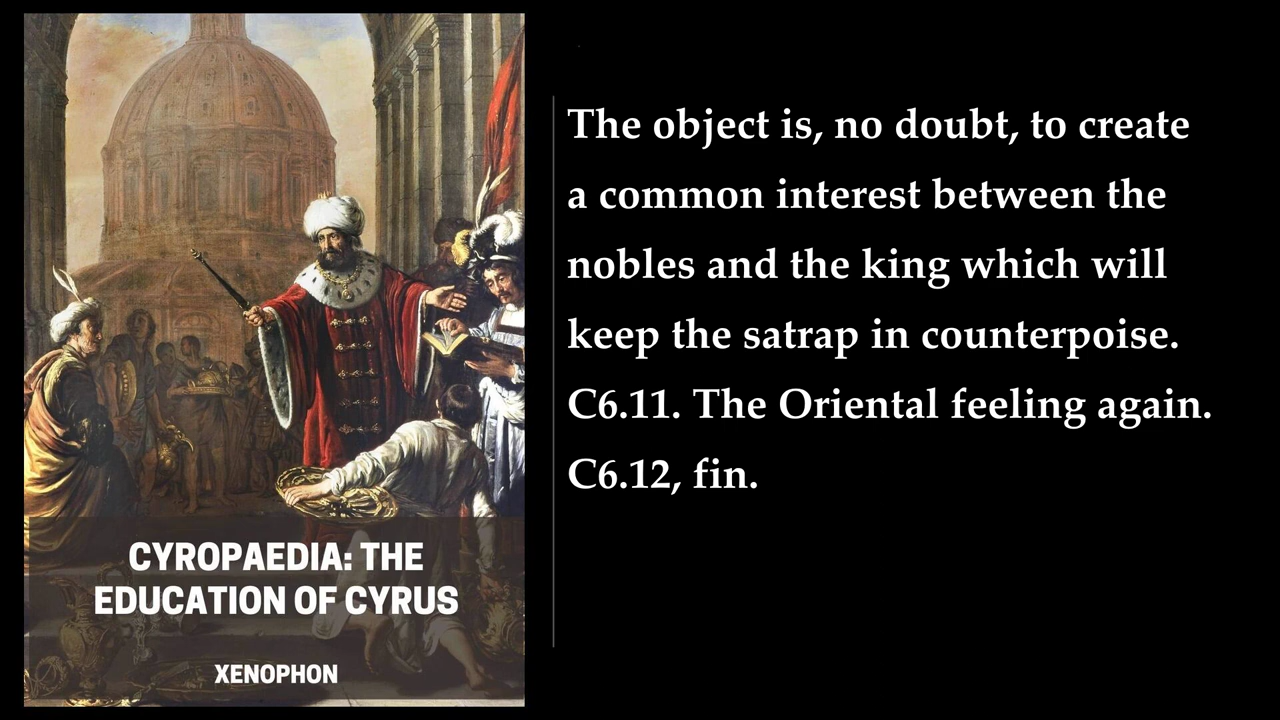 CYROPAEDIA: THE
EDUCATION OF CYRUS
XENOPHON
The object is, no doubt, to create
a common interest between the
nobles and the king which will
keep the satrap in counterpoise.
C6.11. The Oriental feeling again.
C6.12, fin.